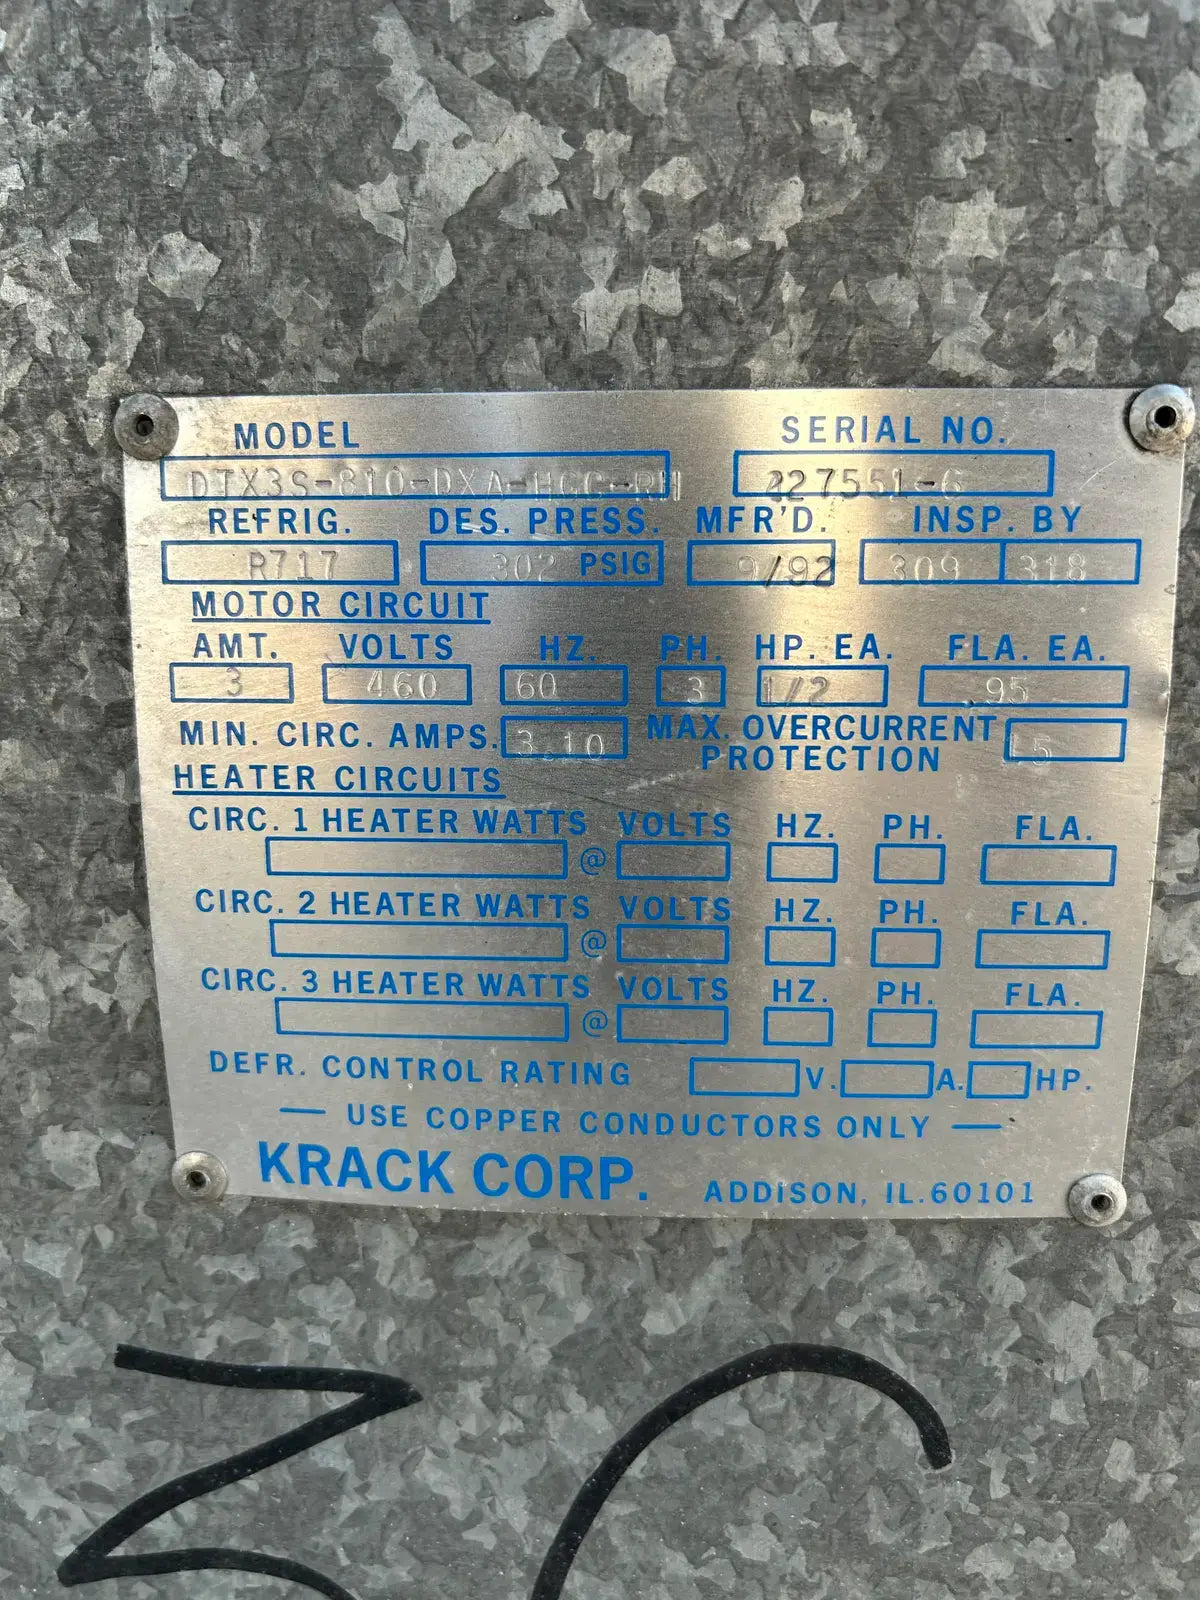 MODEL SERIAL NO.
DTX3S-810-DXA-HGC-RH 227551-6
REFRIG. DES. PRESS. MFR'D. INSP. BY
R717 302 PSIG 9/92 309 318
MOTOR CIRCUIT
AMT. VOLTS HZ. PH. HP. EA. FLA. EA.
3 460 60 3 1/2 .95
MIN. CIRC. AMPS. 3.10 MAX. OVERCURRENT
PROTECTION
HEATER CIRCUITS
CIRC. 1 HEATER WATTS VOLTS HZ. PH. FLA.
@
CIRC. 2 HEATER WATTS VOLTS HZ. PH. FLA.
@
CIRC. 3 HEATER WATTS VOLTS HZ. PH. FLA.
@
DEFR. CONTROL RATING V. A. HP.
— USE COPPER CONDUCTORS ONLY —
KRACK CORP. ADDISON, IL. 60101